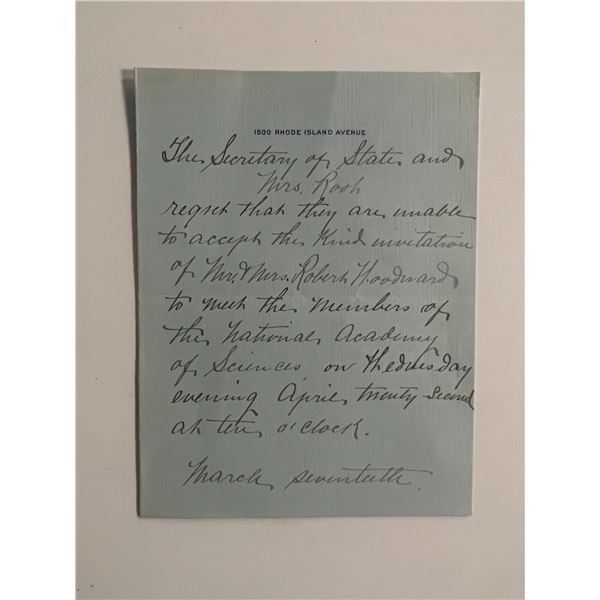 1500 RHODE ISLAND AVENUE
The Secretary of State and
Mrs. Root
regret that they are unable
to accept the kind invitation
of Mr. & Mrs. Robert Woodward
to meet the members of
the National Academy
of Sciences on Wednesday
evening April twenty-second
at ten o'clock.
March seventeeth.